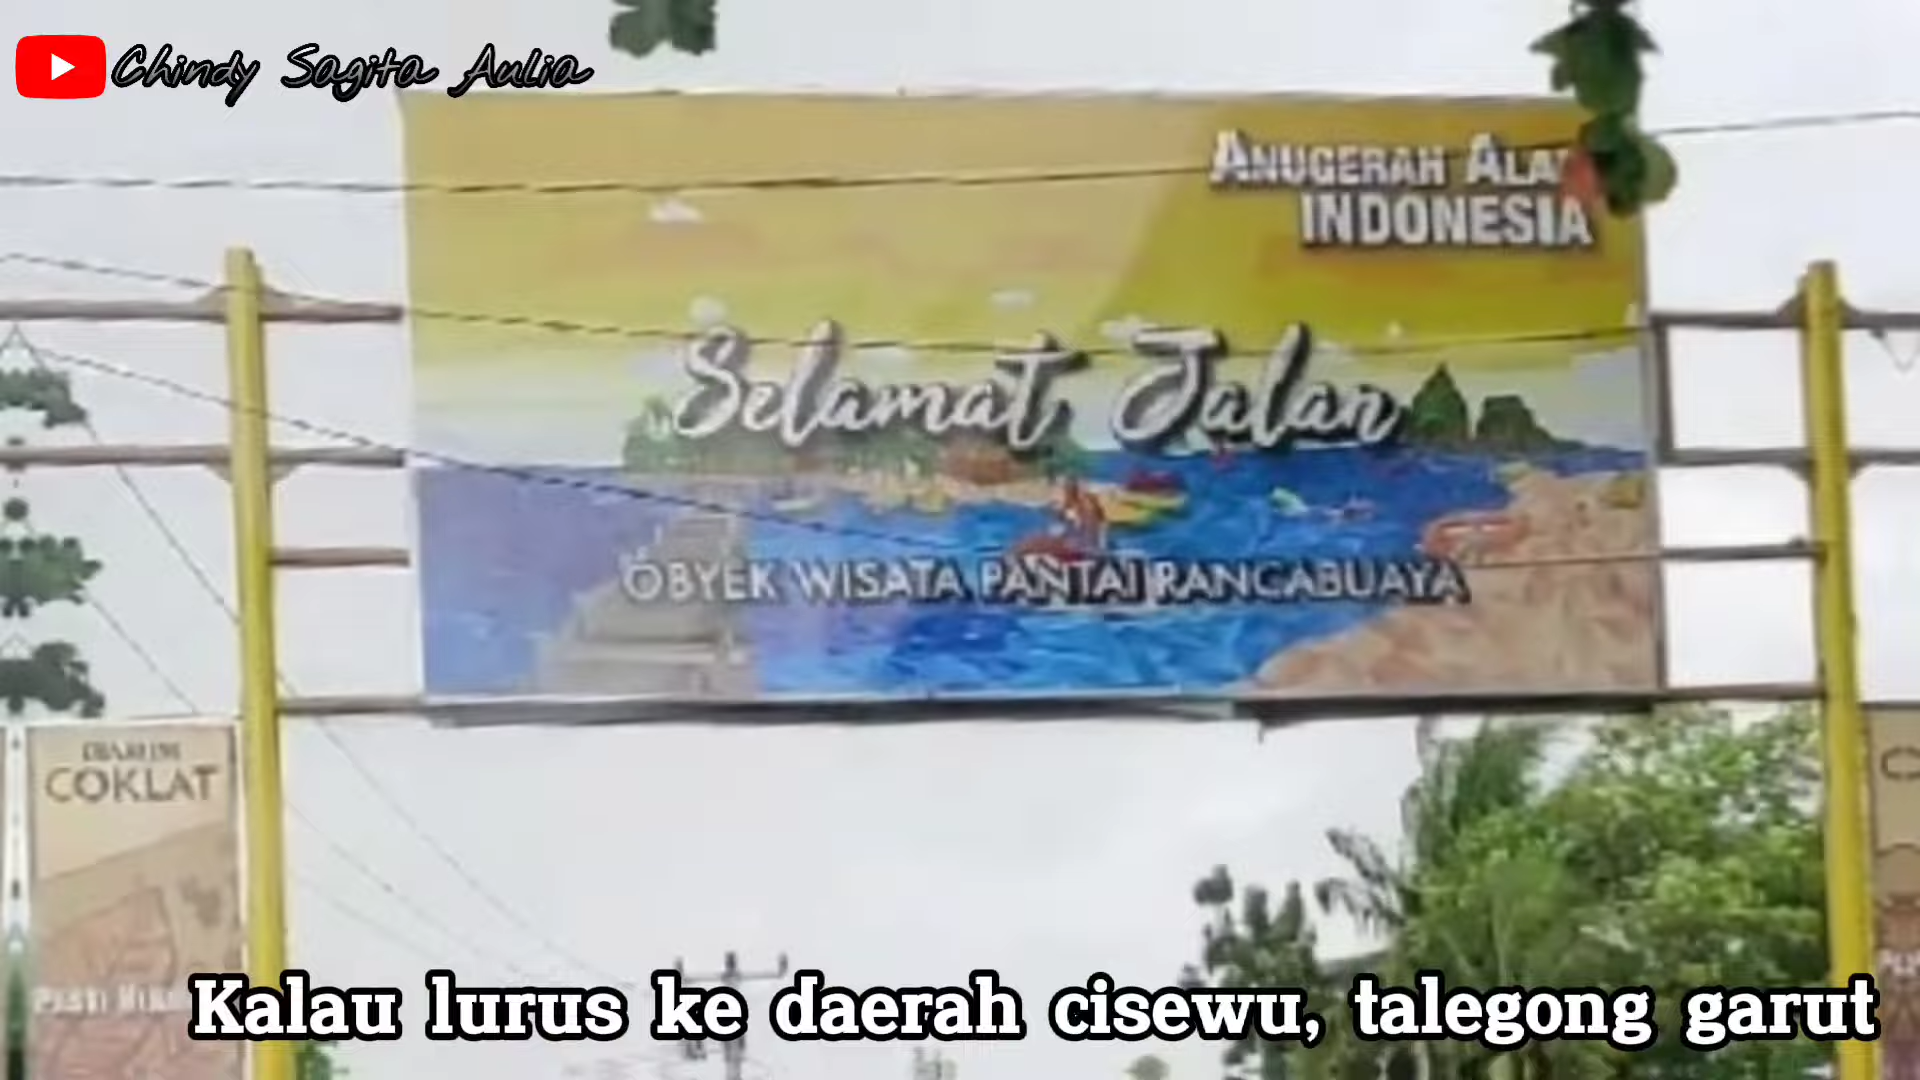 Chindy Sagita Aulia
ANUGERAH ALAM
INDONESIA
Selamat Jalan
OBYEK WISATA PANTAI RANCABUAYA
DJARUM
COKLAT
Kalau lurus ke daerah cisewu, talegong garut